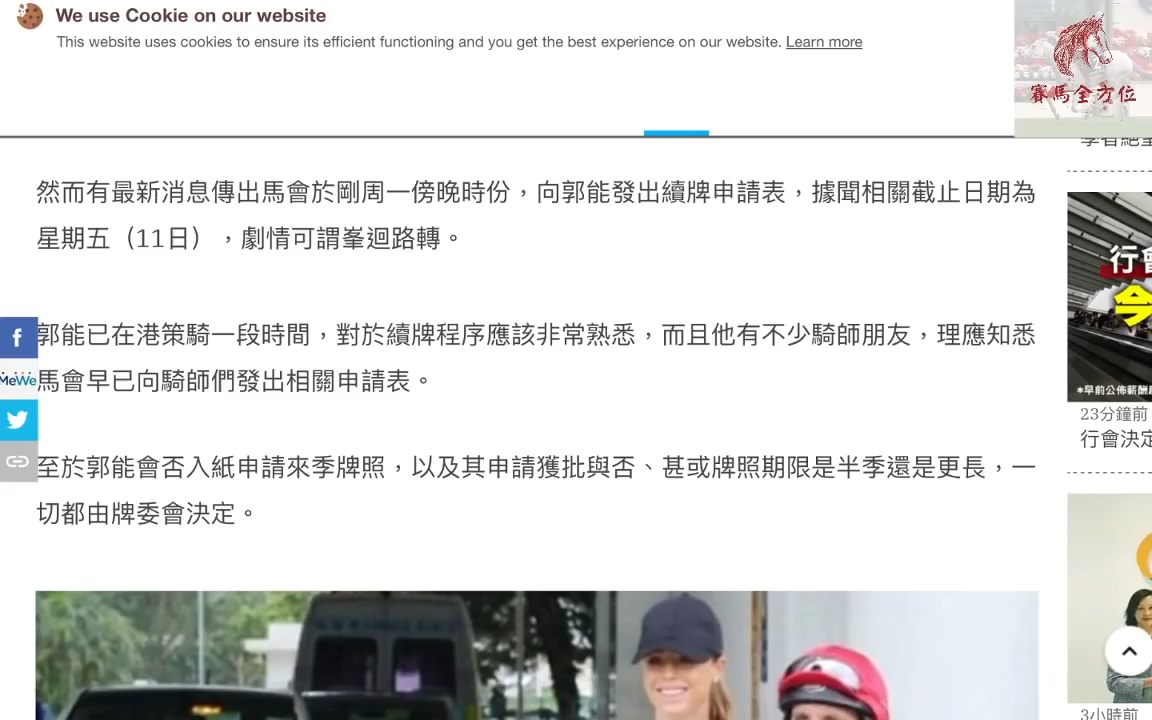 We use Cookie on our website
This website uses cookies to ensure its efficient functioning and you get the best experience on our website. Learn more
賽馬全方位
然而有最新消息傳出馬會於剛周一傍晚時份，向郭能發出續牌申請表，據聞相關截止日期為
星期五（11日），劇情可謂峯迴路轉。
郭能已在港策騎一段時間，對於續牌程序應該非常熟悉，而且他有不少騎師朋友，理應知悉
MeWe
馬會早已向騎師們發出相關申請表。
至於郭能會否入紙申請來季牌照，以及其申請獲批與否、甚或牌照期限是半季還是更長，一
切都由牌委會決定。
行會
今
*早前公佈薪酬
23分鐘前
行會決定
3小時前